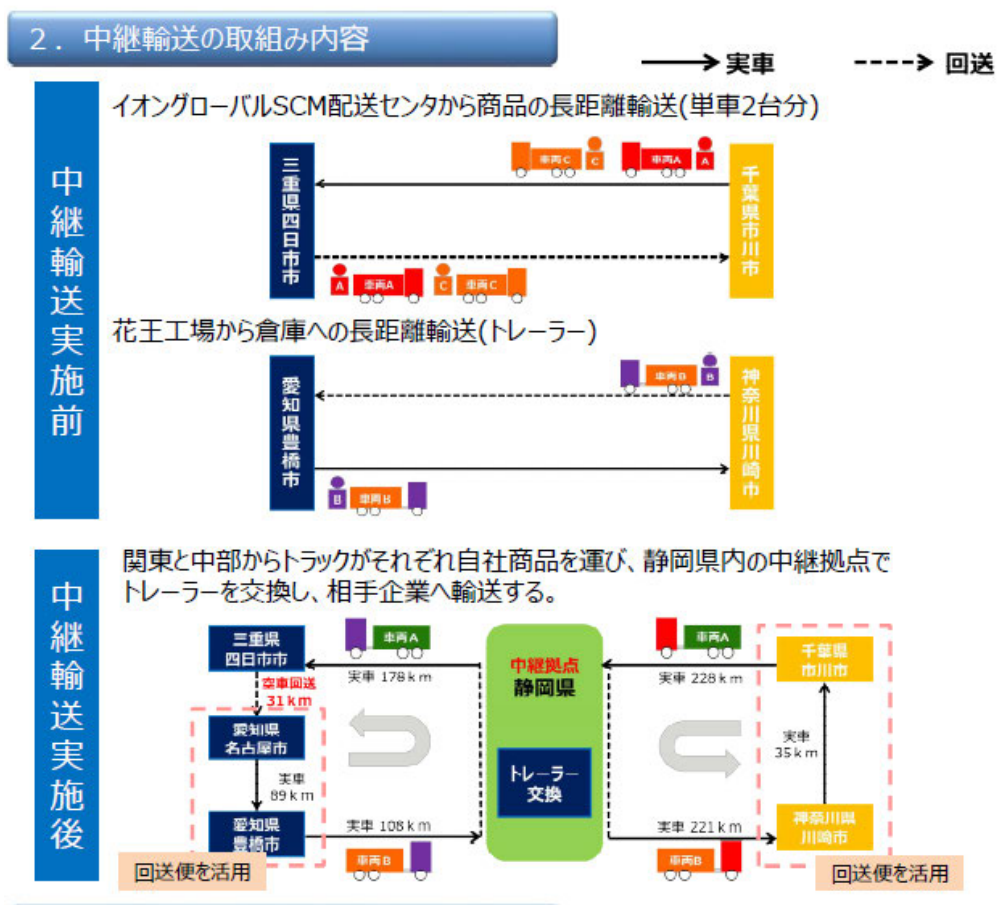 2．中継輸送の取組み内容
実車
回送
中継輸送実施前
イオングローバルSCM配送センタから商品の長距離輸送(単車2台分)
三重県四日市市
車両C
C
車両A
A
千葉県市川市
A
車両A
C
車両C
花王工場から倉庫への長距離輸送(トレーラー)
愛知県豊橋市
車両B
B
神奈川県川崎市
B
車両B
中継輸送実施後
関東と中部からトラックがそれぞれ自社商品を運び、静岡県内の中継拠点で
トレーラーを交換し、相手企業へ輸送する。
三重県
四日市市
車両A
実車 178km
空車回送
31km
愛知県
名古屋市
実車
89km
愛知県
豊橋市
実車 108km
車両B
回送便を活用
中継拠点
静岡県
トレーラー
交換
車両A
実車 228km
千葉県
市川市
実車
35km
神奈川県
川崎市
実車 221km
車両B
回送便を活用